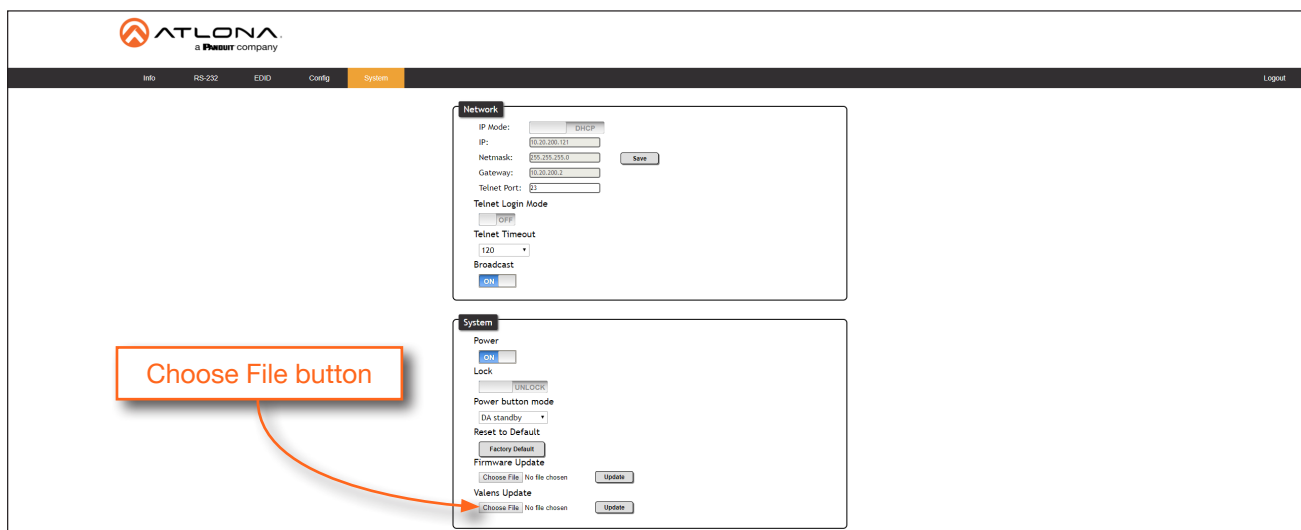 ATLONA.
a PANDUIT company
Info RS-232 EDID Config System Logout
Network
IP Mode: DHCP
IP: 10.20.200.121
Netmask: 255.255.255.0 Save
Gateway: 10.20.200.2
Telnet Port: 23
Telnet Login Mode
OFF
Telnet Timeout
120
Broadcast
ON
System
Power
ON
Choose File button
Lock
UNLOCK
Power button mode
DA standby
Reset to Default
Factory Default
Firmware Update
Choose File No file chosen Update
Valens Update
Choose File No file chosen Update